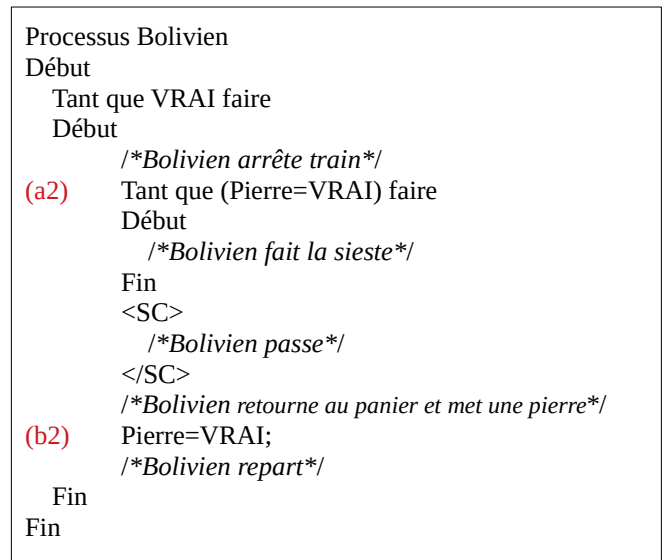 Processus Bolivien
Début
Tant que VRAI faire
Début
/*Bolivien arrête train*/
(a2) Tant que (Pierre=VRAI) faire
Début
/*Bolivien fait la sieste*/
Fin
<SC>
/*Bolivien passe*/
</SC>
/*Bolivien retourne au panier et met une pierre*/
(b2) Pierre=VRAI;
/*Bolivien repart*/
Fin
Fin